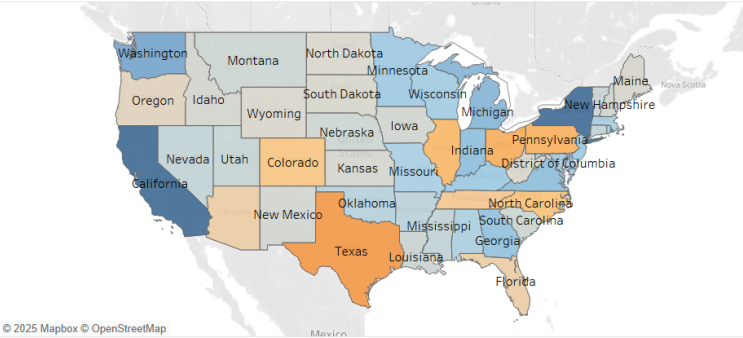 Ontario
Washington
Montana
North Dakota
Minnesota
Maine
Nova Scotia
Oregon
Idaho
South Dakota
Wisconsin
Michigan
New Hampshire
Wyoming
Iowa
Nebraska
Pennsylvania
Nevada
Utah
Colorado
Kansas
Missouri
Indiana
District of Columbia
California
Oklahoma
North Carolina
New Mexico
Mississippi
South Carolina
Texas
Georgia
Louisiana
Florida
© 2025 Mapbox © OpenStreetMap
Mexico